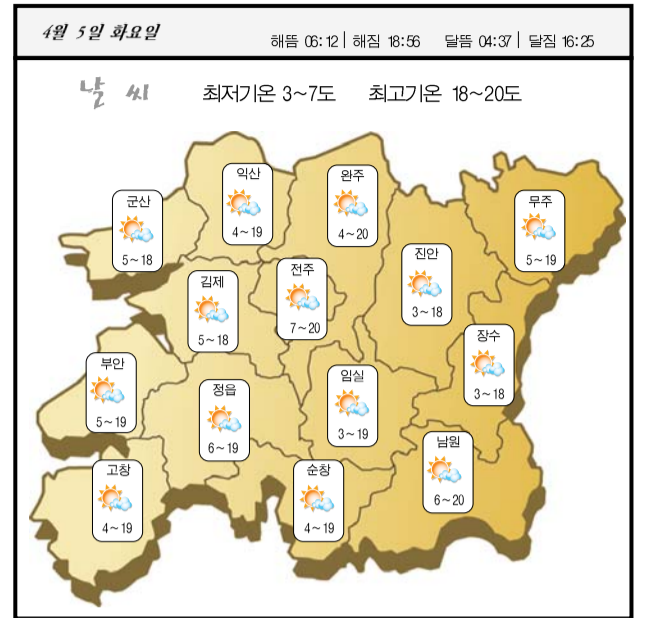 4월 5일 화요일
해뜸 06:12 | 해짐 18:56 달뜸 04:37 | 달짐 16:25
날 씨 최저기온 3~7도 최고기온 18~20도
군산
5~18
익산
4~19
완주
4~20
무주
5~19
김제
5~18
전주
7~20
진안
3~18
장수
3~18
부안
5~19
정읍
6~19
임실
3~19
남원
6~20
고창
4~19
순창
4~19